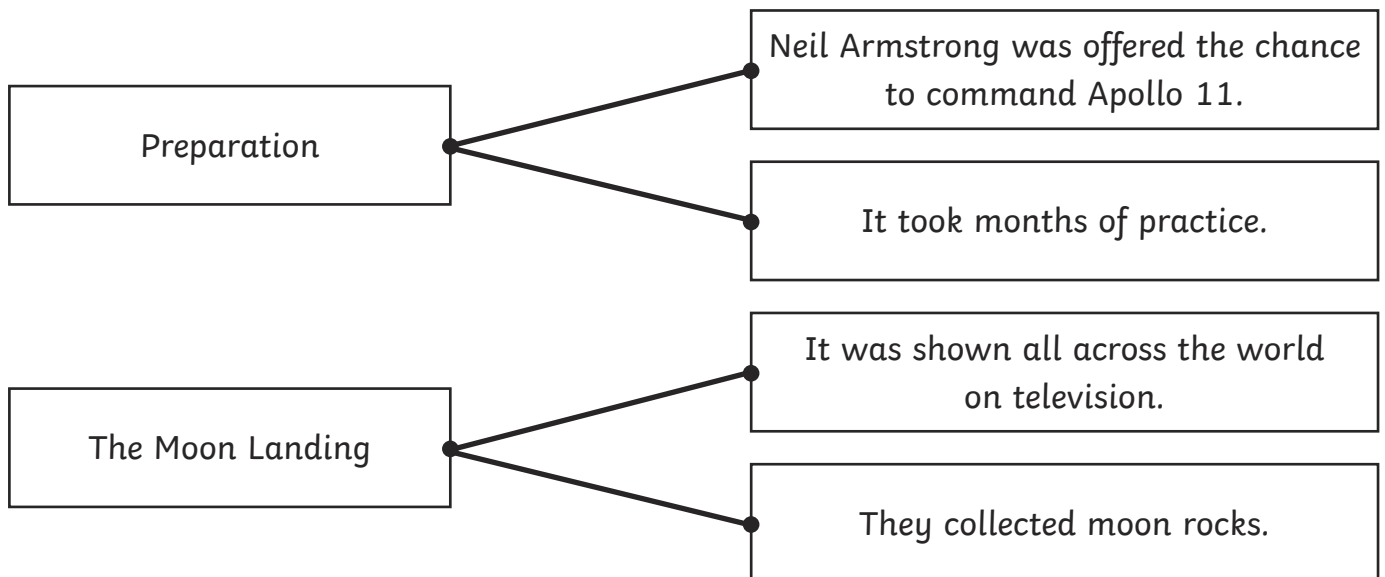 Preparation
Neil Armstrong was offered the chance
to command Apollo 11.
It took months of practice.
The Moon Landing
It was shown all across the world
on television.
They collected moon rocks.